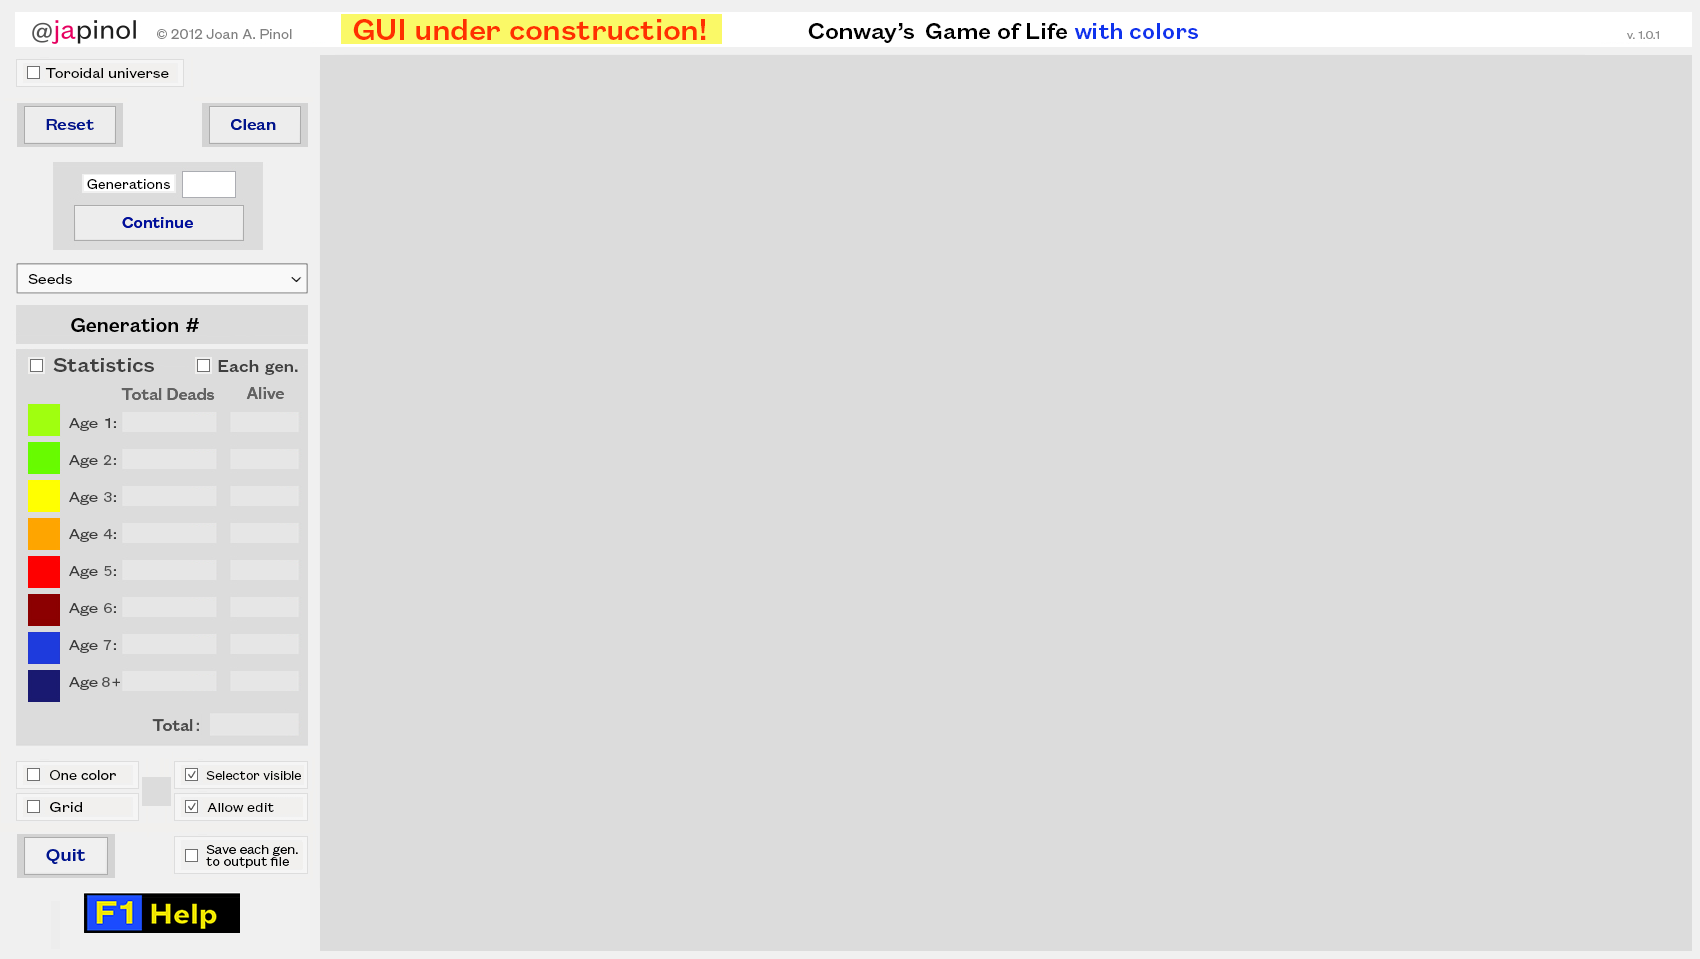 @japinol © 2012 Joan A. Pinol GUI under construction! Conway's Game of Life with colors v. 1.0.1
Toroidal universe
Reset Clean
Generations
Continue
Seeds
Generation #
Statistics Each gen.
Total Deads Alive
Age 1:
Age 2:
Age 3:
Age 4:
Age 5:
Age 6:
Age 7:
Age 8+
Total :
One color Selector visible
Grid Allow edit
Quit Save each gen.
to output file
F1 Help